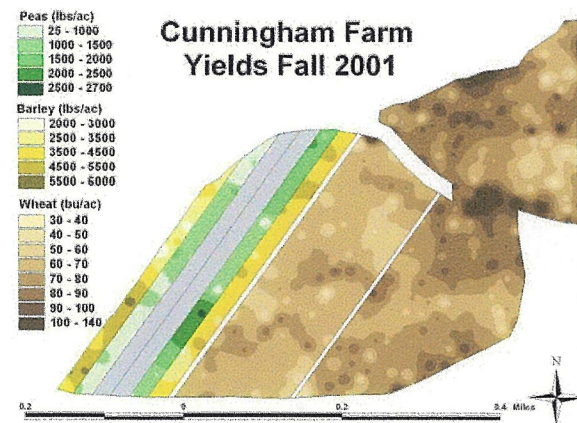 Cunningham Farm
Yields Fall 2001
Peas (lbs/ac)
25 - 1000
1000 - 1500
1500 - 2000
2000 - 2500
2500 - 2700
Barley (lbs/ac)
2000 - 3000
2500 - 3500
3500 - 4500
4500 - 5500
5500 - 6000
Wheat (bu/ac)
30 - 40
40 - 50
50 - 60
60 - 70
70 - 80
80 - 90
90 - 100
100 - 140
N
0.2 0 0.2 0.4 Miles